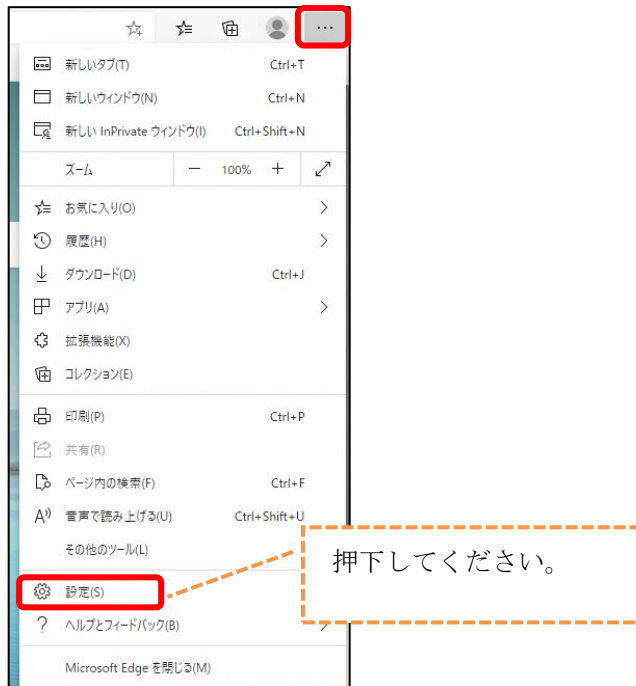 新しいタブ(T) Ctrl+T
新しいウィンドウ(N) Ctrl+N
新しい InPrivate ウィンドウ(I) Ctrl+Shift+N
ズーム － 100% ＋
お気に入り(O)
履歴(H)
ダウンロード(D) Ctrl+J
アプリ(A)
拡張機能(X)
コレクション(E)
印刷(P) Ctrl+P
共有(R)
ページ内の検索(F) Ctrl+F
音声で読み上げる(U) Ctrl+Shift+U
その他のツール(L)
押下してください。
設定(S)
ヘルプとフィードバック(B)
Microsoft Edge を閉じる(M)